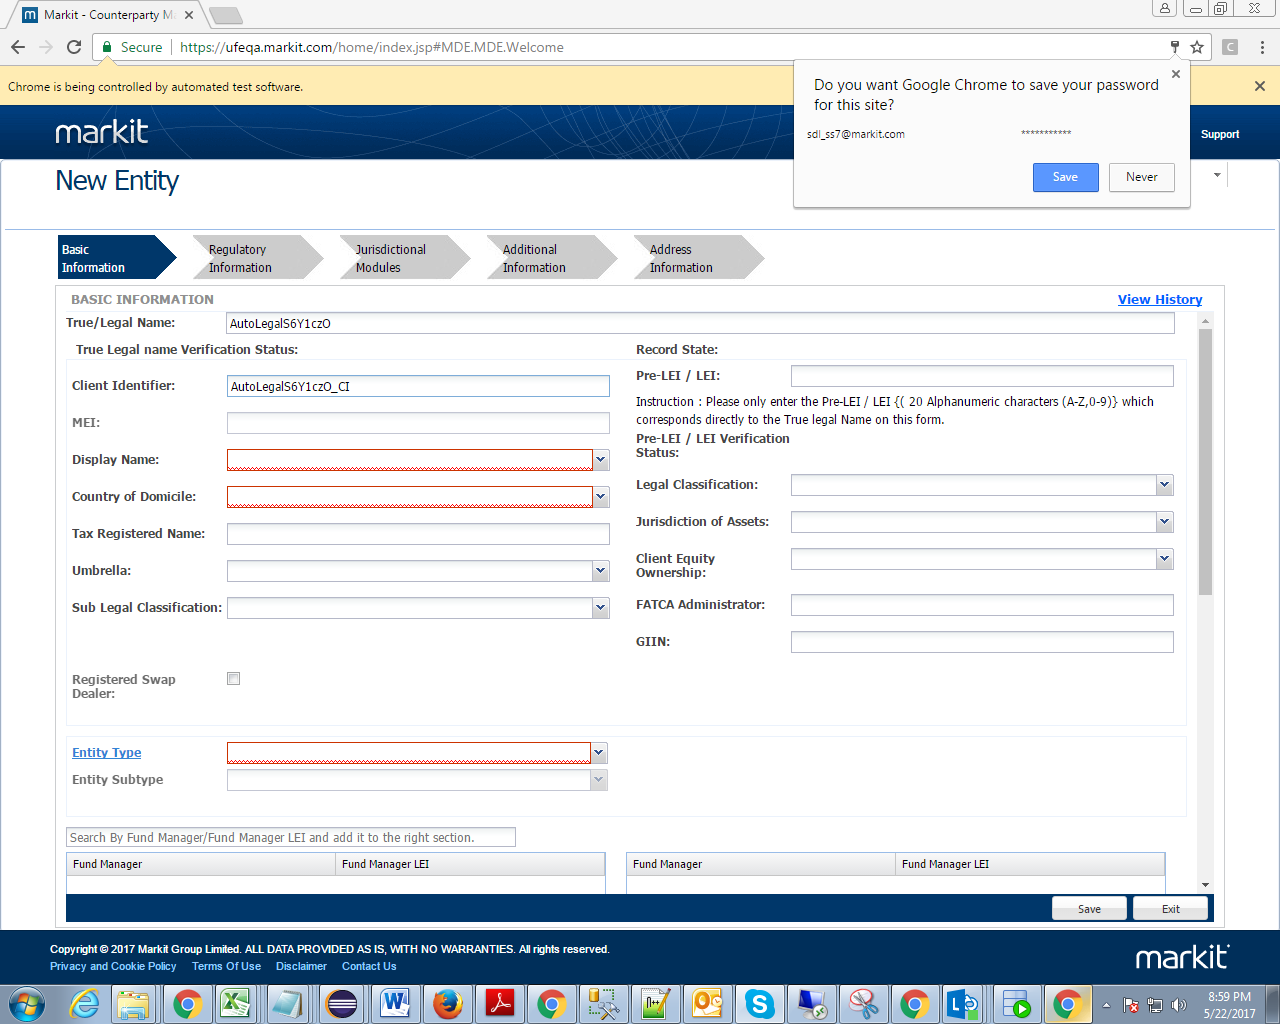 Markit - Counterparty M
Secure
https://ufeqa.markit.com/home/index.jsp#MDE.MDE.Welcome
Chrome is being controlled by automated test software.
Do you want Google Chrome to save your password
for this site?
sdl_ss7@markit.com ***********
Save Never
markit
Support
New Entity
Basic
Information
Regulatory
Information
Jurisdictional
Modules
Additional
Information
Address
Information
BASIC INFORMATION
View History
True/Legal Name: AutoLegalS6Y1czO
True Legal name Verification Status:
Record State:
Client Identifier: AutoLegalS6Y1czO_CI
Pre-LEI / LEI:
Instruction : Please only enter the Pre-LEI / LEI {( 20 Alphanumeric characters (A-Z,0-9)} which
corresponds directly to the True legal Name on this form.
MEI:
Pre-LEI / LEI Verification
Status:
Display Name:
Legal Classification:
Country of Domicile:
Jurisdiction of Assets:
Tax Registered Name:
Client Equity
Ownership:
Umbrella:
FATCA Administrator:
Sub Legal Classification:
GIIN:
Registered Swap
Dealer:
Entity Type
Entity Subtype
Search By Fund Manager/Fund Manager LEI and add it to the right section.
Fund Manager Fund Manager LEI
Fund Manager Fund Manager LEI
Save Exit
Copyright © 2017 Markit Group Limited. ALL DATA PROVIDED AS IS, WITH NO WARRANTIES. All rights reserved.
Privacy and Cookie Policy Terms Of Use Disclaimer Contact Us
markit
8:59 PM
5/22/2017